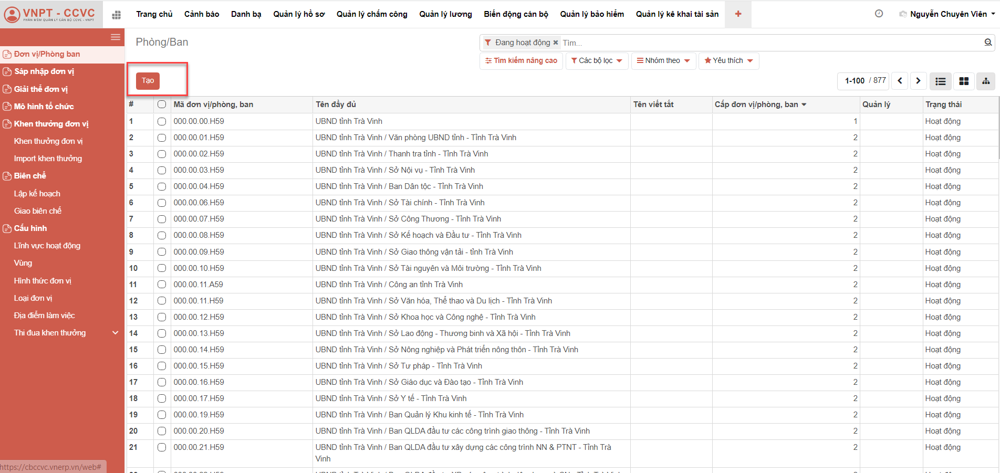 VNPT - CCVC
PHẦN MỀM QUẢN LÝ CÁN BỘ CCVC - VNPT
Trang chủ Cảnh báo Danh bạ Quản lý hồ sơ Quản lý chấm công Quản lý lương Biến động cán bộ Quản lý bảo hiểm Quản lý kê khai tài sản + Nguyễn Chuyên Viên
Đơn vị/Phòng ban
Sáp nhập đơn vị
Giải thể đơn vị
Mô hình tổ chức
Khen thưởng đơn vị
Khen thưởng đơn vị
Import khen thưởng
Biên chế
Lập kế hoạch
Giao biên chế
Cấu hình
Lĩnh vực hoạt động
Vùng
Hình thức đơn vị
Loại đơn vị
Địa điểm làm việc
Thi đua khen thưởng
https://cbccvc.vnerp.vn/web#
Phòng/Ban
Đang hoạt động × Tìm...
Tìm kiếm nâng cao Các bộ lọc Nhóm theo Yêu thích
Tạo
1-100 / 877
# Mã đơn vị/phòng, ban Tên đầy đủ Tên viết tắt Cấp đơn vị/phòng, ban Quản lý Trạng thái
1 000.00.00.H59 UBND tỉnh Trà Vinh 1 Hoạt động
2 000.00.01.H59 UBND tỉnh Trà Vinh / Văn phòng UBND tỉnh - Tỉnh Trà Vinh 2 Hoạt động
3 000.00.02.H59 UBND tỉnh Trà Vinh / Thanh tra tỉnh - Tỉnh Trà Vinh 2 Hoạt động
4 000.00.03.H59 UBND tỉnh Trà Vinh / Sở Nội vụ - Tỉnh Trà Vinh 2 Hoạt động
5 000.00.04.H59 UBND tỉnh Trà Vinh / Ban Dân tộc - Tỉnh Trà Vinh 2 Hoạt động
6 000.00.06.H59 UBND tỉnh Trà Vinh / Sở Tài chính - Tỉnh Trà Vinh 2 Hoạt động
7 000.00.07.H59 UBND tỉnh Trà Vinh / Sở Công Thương - Tỉnh Trà Vinh 2 Hoạt động
8 000.00.08.H59 UBND tỉnh Trà Vinh / Sở Kế hoạch và Đầu tư - Tỉnh Trà Vinh 2 Hoạt động
9 000.00.09.H59 UBND tỉnh Trà Vinh / Sở Giao thông vận tải - tỉnh Trà Vinh 2 Hoạt động
10 000.00.10.H59 UBND tỉnh Trà Vinh / Sở Tài nguyên và Môi trường - Tỉnh Trà Vinh 2 Hoạt động
11 000.00.11.A59 UBND tỉnh Trà Vinh / Công an tỉnh Trà Vinh 2 Hoạt động
12 000.00.11.H59 UBND tỉnh Trà Vinh / Sở Văn hóa, Thể thao và Du lịch - Tỉnh Trà Vinh 2 Hoạt động
13 000.00.12.H59 UBND tỉnh Trà Vinh / Sở Khoa học và Công nghệ - Tỉnh Trà Vinh 2 Hoạt động
14 000.00.13.H59 UBND tỉnh Trà Vinh / Sở Lao động - Thương binh và Xã hội - Tỉnh Trà Vinh 2 Hoạt động
15 000.00.14.H59 UBND tỉnh Trà Vinh / Sở Nông nghiệp và Phát triển nông thôn - Tỉnh Trà Vinh 2 Hoạt động
16 000.00.15.H59 UBND tỉnh Trà Vinh / Sở Tư pháp - Tỉnh Trà Vinh 2 Hoạt động
17 000.00.16.H59 UBND tỉnh Trà Vinh / Sở Giáo dục và Đào tạo - Tỉnh Trà Vinh 2 Hoạt động
18 000.00.17.H59 UBND tỉnh Trà Vinh / Sở Y tế - Tỉnh Trà Vinh 2 Hoạt động
19 000.00.19.H59 UBND tỉnh Trà Vinh / Ban Quản lý Khu kinh tế - Tỉnh Trà Vinh 2 Hoạt động
20 000.00.20.H59 UBND tỉnh Trà Vinh / Ban QLDA đầu tư các công trình giao thông - Tỉnh Trà Vinh 2 Hoạt động
21 000.00.21.H59 UBND tỉnh Trà Vinh / Ban QLDA đầu tư xây dựng các công trình NN & PTNT - Tỉnh Trà 2 Hoạt động
Vinh